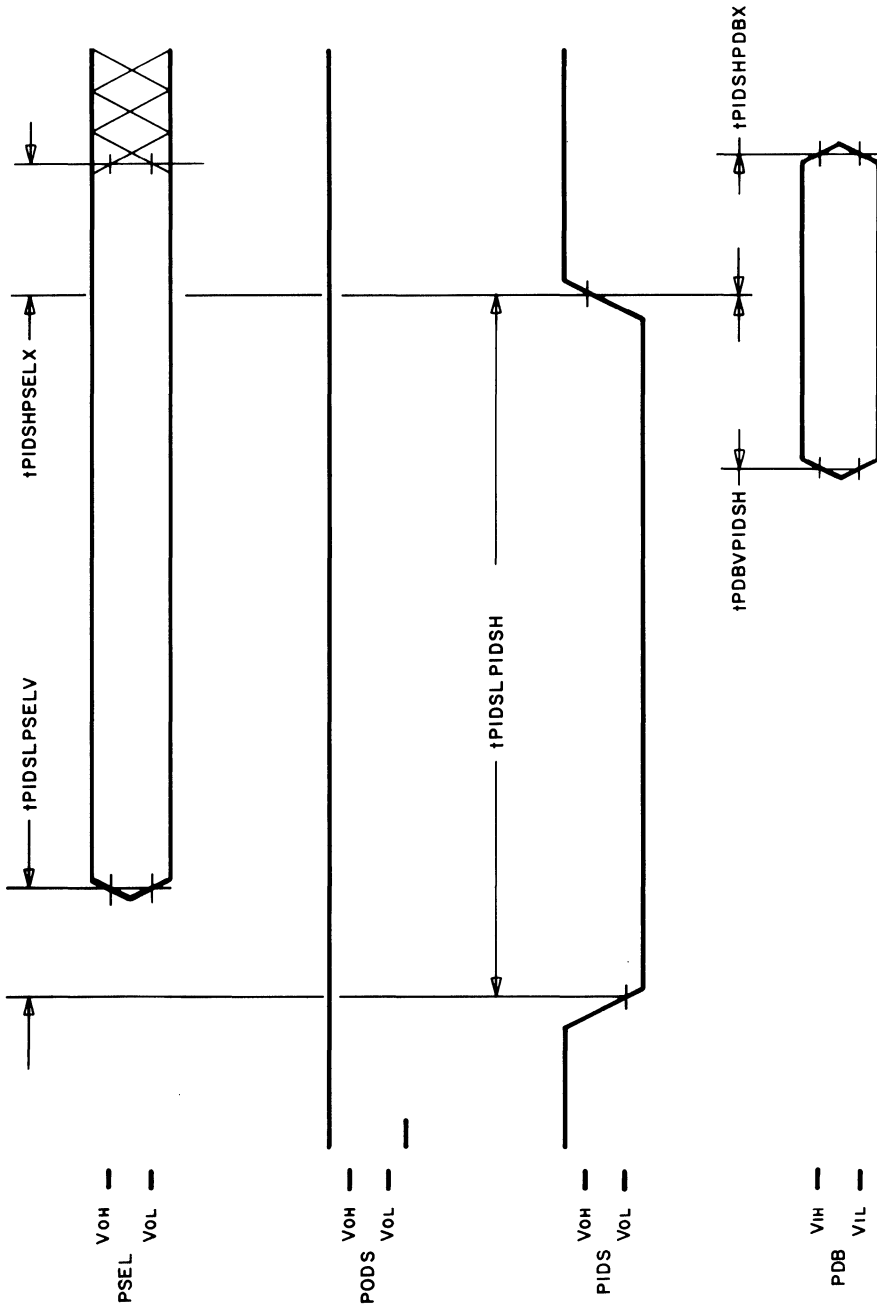 tPIDSLPSELV
tPIDSHPSELX
PSEL
VOH
VOL
PODS
VOH
VOL
tPIDSLPIDSH
PIDS
VOH
VOL
tPDBVPIDSH
tPIDSHPDBX
PDB
VIH
VIL